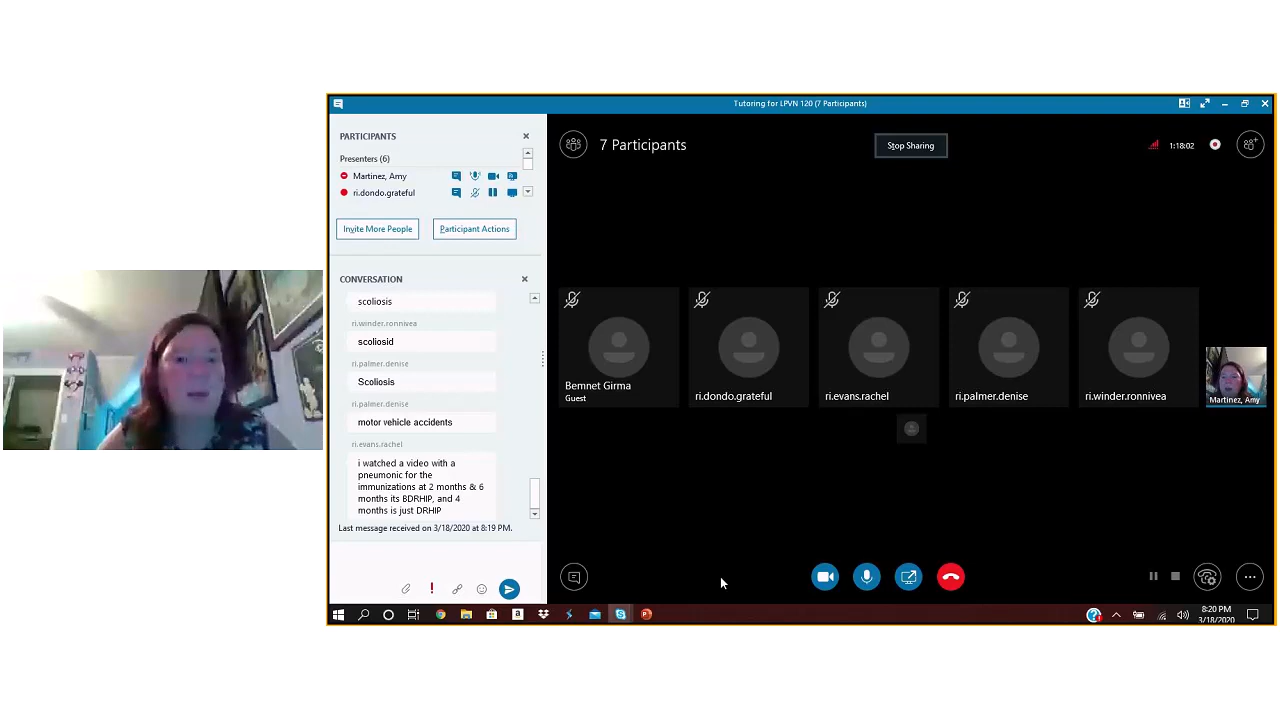 Tutoring for LPVN 120 (7 Participants)
PARTICIPANTS
Presenters (6)
Martinez, Amy
ri.dondo.grateful
Invite More People
Participant Actions
CONVERSATION
scoliosis
ri.winder.ronnivea
scoliosid
ri.palmer.denise
Scoliosis
ri.palmer.denise
motor vehicle accidents
ri.evans.rachel
i watched a video with a
pneumonic for the
immunizations at 2 months & 6
months its BDRHIP, and 4
months is just DRHIP
Last message received on 3/18/2020 at 8:19 PM.
7 Participants
Stop Sharing
1:18:02
Bemnet Girma
Guest
ri.dondo.grateful
ri.evans.rachel
ri.palmer.denise
ri.winder.ronnivea
Martinez, Amy
8:20 PM
3/18/2020